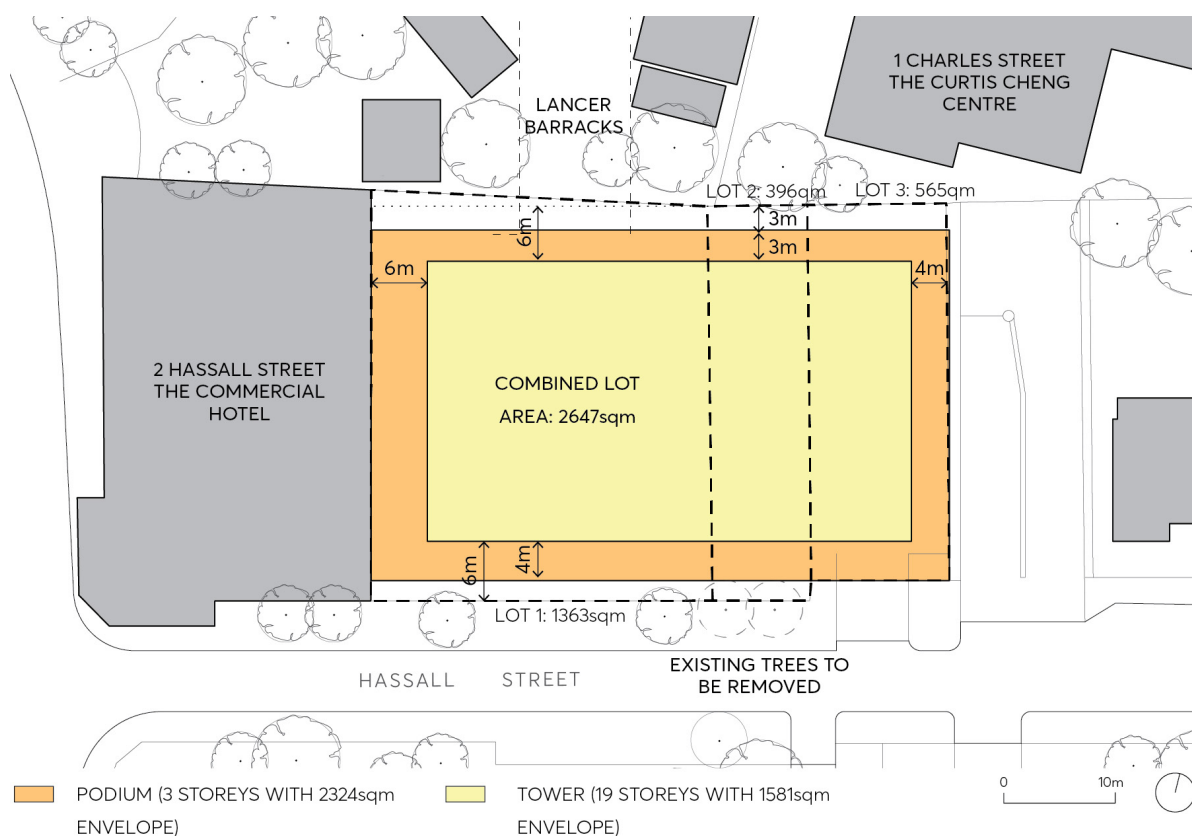 1 CHARLES STREET
THE CURTIS CHENG
CENTRE
LANCER
BARRACKS
LOT 2: 396qm
LOT 3: 565qm
3m
6m
3m
6m
4m
2 HASSALL STREET
THE COMMERCIAL
HOTEL
COMBINED LOT
AREA: 2647sqm
6m
4m
LOT 1: 1363sqm
EXISTING TREES TO
BE REMOVED
HASSALL STREET
0 10m
PODIUM (3 STOREYS WITH 2324sqm
ENVELOPE)
TOWER (19 STOREYS WITH 1581sqm
ENVELOPE)